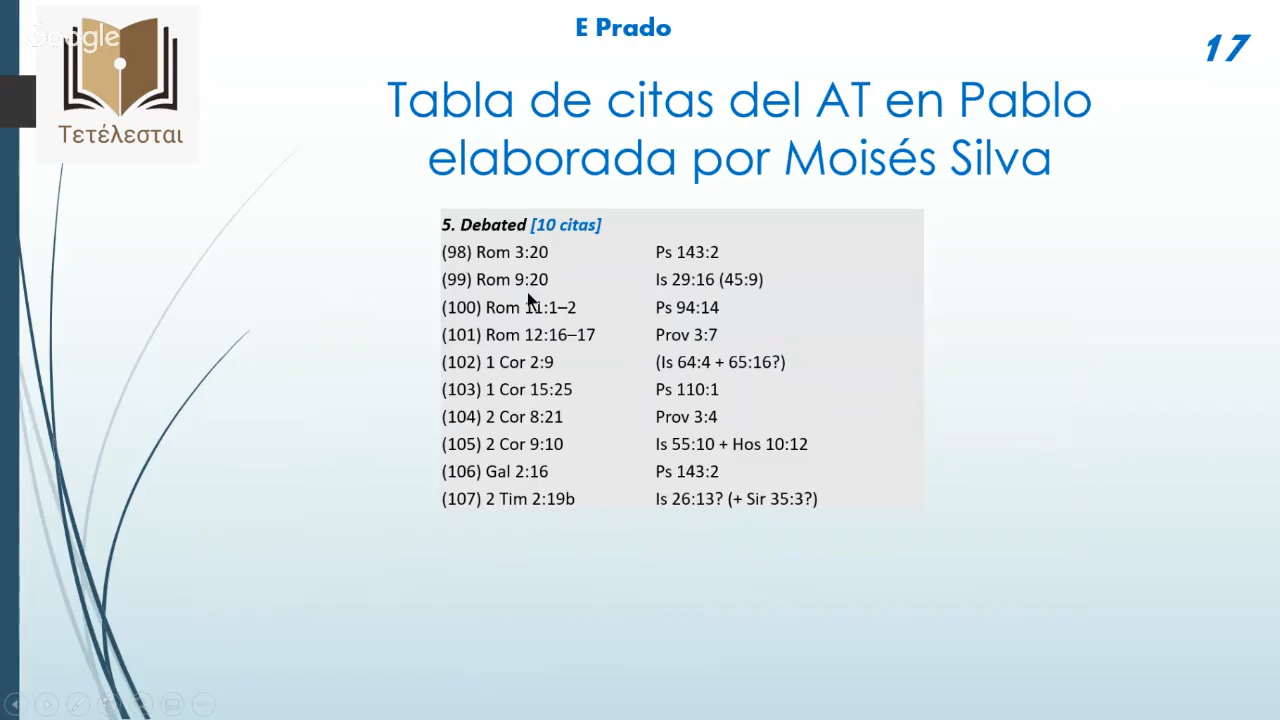 Google
E Prado
17
Τετέλεσται
Tabla de citas del AT en Pablo
elaborada por Moisés Silva
5. Debated [10 citas]
(98) Rom 3:20 Ps 143:2
(99) Rom 9:20 Is 29:16 (45:9)
(100) Rom 11:1–2 Ps 94:14
(101) Rom 12:16–17 Prov 3:7
(102) 1 Cor 2:9 (Is 64:4 + 65:16?)
(103) 1 Cor 15:25 Ps 110:1
(104) 2 Cor 8:21 Prov 3:4
(105) 2 Cor 9:10 Is 55:10 + Hos 10:12
(106) Gal 2:16 Ps 143:2
(107) 2 Tim 2:19b Is 26:13? (+ Sir 35:3?)